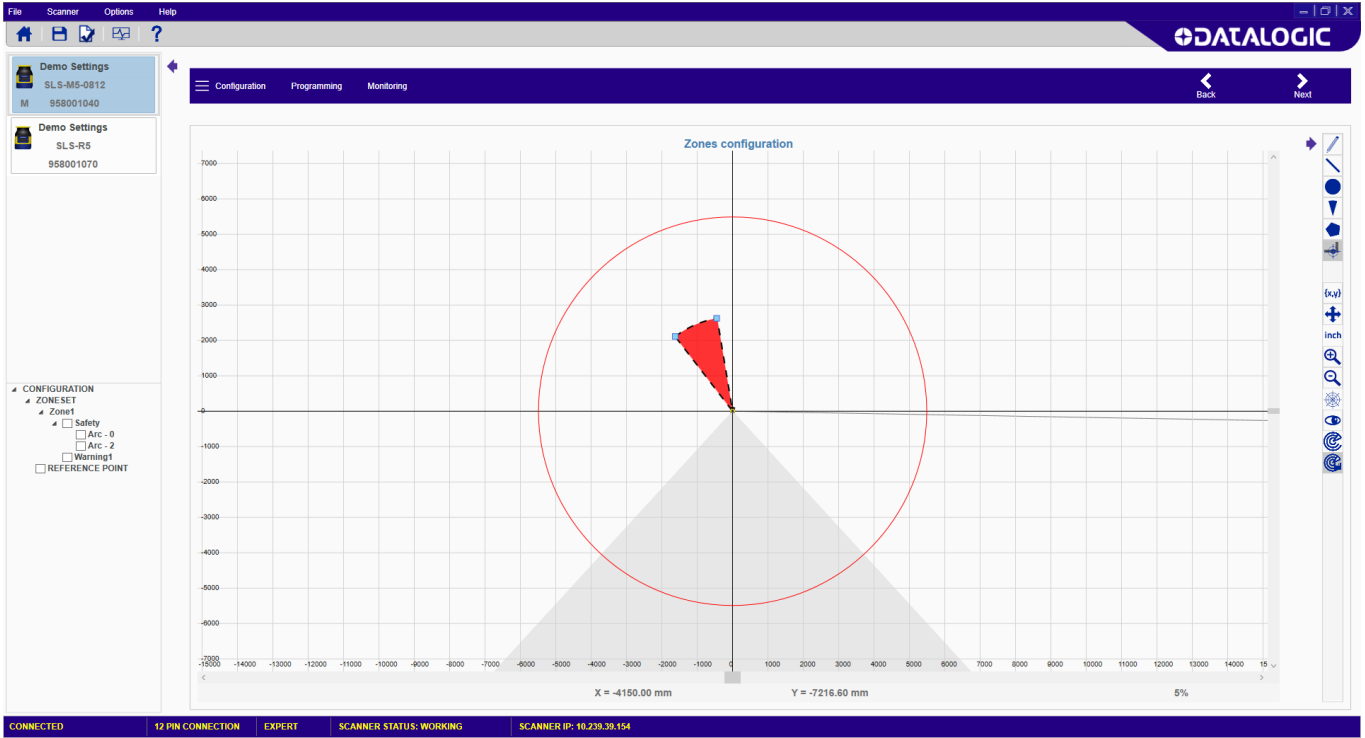 File Scanner Options Help
DATALOGIC
Demo Settings
SLS-M5-0812
M 958001040
Demo Settings
SLS-R5
958001070
Configuration Programming Monitoring
Back Next
Zones configuration
7000
6000
5000
4000
3000
2000
1000
0
-1000
-2000
-3000
-4000
-5000
-6000
-7000
-15000 -14000 -13000 -12000 -11000 -10000 -9000 -8000 -7000 -6000 -5000 -4000 -3000 -2000 -1000 0 1000 2000 3000 4000 5000 6000 7000 8000 9000 10000 11000 12000 13000 14000 15
X = -4150.00 mm Y = -7216.60 mm 5%
{x,y}
inch
CONFIGURATION
ZONESET
Zone1
Safety
Arc - 0
Arc - 2
Warning1
REFERENCE POINT
CONNECTED 12 PIN CONNECTION EXPERT SCANNER STATUS: WORKING SCANNER IP: 10.239.39.154